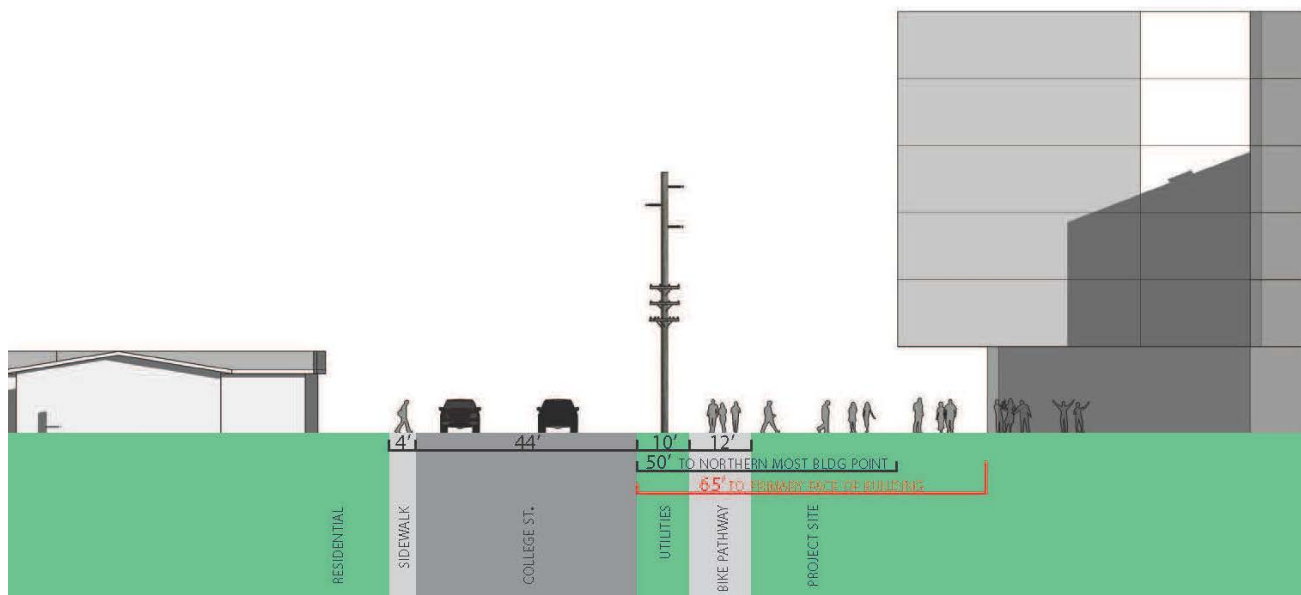 4'
44'
10'
12'
50' TO NORTHERN MOST BLDG POINT
65' TO PRIMARY FACE OF BUILDING
RESIDENTIAL
SIDEWALK
COLLEGE ST.
UTILITIES
BIKE PATHWAY
PROJECT SITE